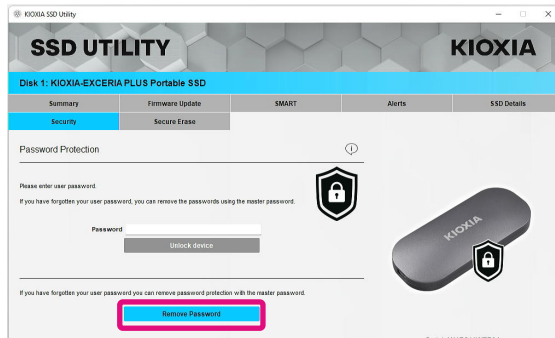 KIOXIA SSD Utility
SSD UTILITY
KIOXIA
Disk 1: KIOXIA-EXCERIA PLUS Portable SSD
Summary
Firmware Update
SMART
Alerts
SSD Details
Security
Secure Erase
Password Protection
Please enter user password.
If you have forgotten your user password, you can remove the passwords using the master password.
Password
Unlock device
KIOXIA
If you have forgotten your user password you can remove password protection with the master password.
Remove Password